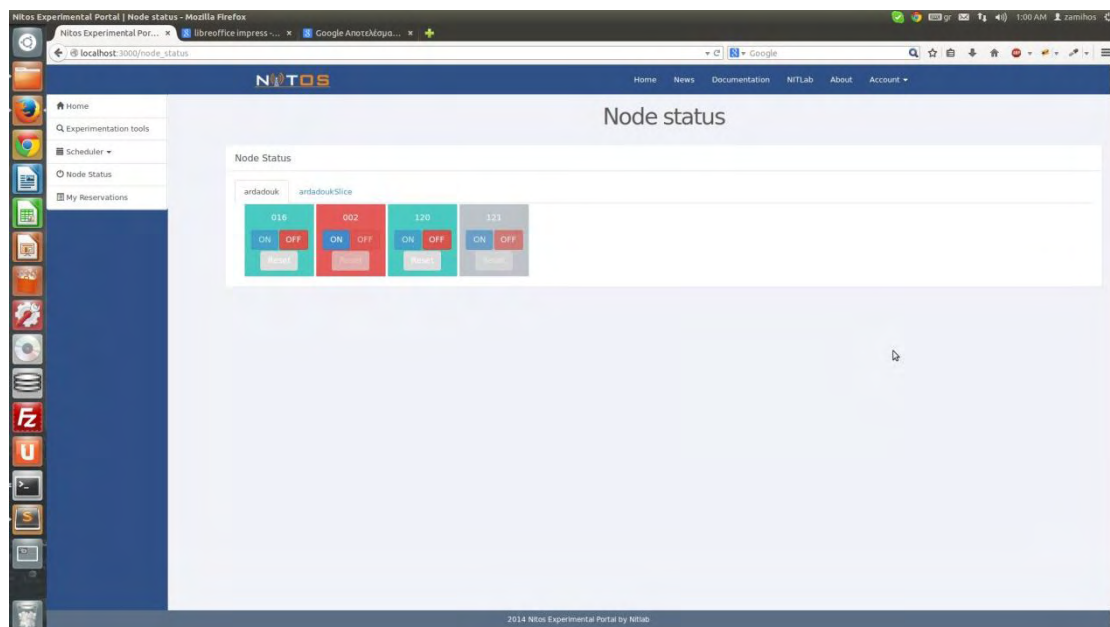 Nitos Experimental Portal | Node status - Mozilla Firefox
gr 1:00 AM zamihos
Nitos Experimental Por... × libreoffice impress -... × Google Αποτελέσμα... ×
localhost:3000/node_status Google
NITOS Home News Documentation NITLab About Account
Home
Experimentation tools
Scheduler
Node Status
My Reservations
Node status
Node Status
ardadouk ardadoukSlice
016 002 120 121
ON OFF ON OFF ON OFF ON OFF
Reset Reset Reset Reset
2014 Nitos Experimental Portal by Nitlab